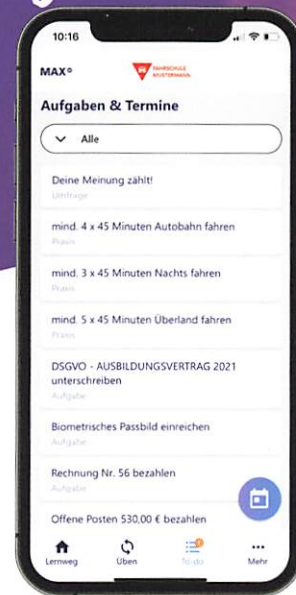 10:16
MAX°
FAHRSCHULE
MUSTERMANN
Aufgaben & Termine
Alle
Deine Meinung zählt!
Umfrage
mind. 4 x 45 Minuten Autobahn fahren
Praxis
mind. 3 x 45 Minuten Nachts fahren
Praxis
mind. 5 x 45 Minuten Überland fahren
Praxis
DSGVO - AUSBILDUNGSVERTRAG 2021
unterschreiben
Aufgabe
Biometrisches Passbild einreichen
Aufgabe
Rechnung Nr. 56 bezahlen
Aufgabe
Offene Posten 530,00 € bezahlen
Lernweg Üben To-do Mehr